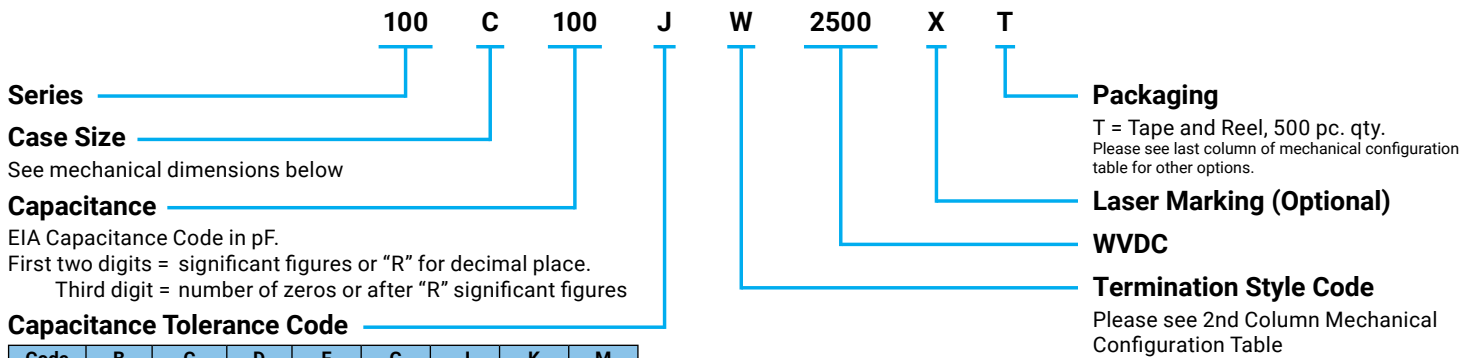 100 C 100 J W 2500 X T
Series
Case Size
See mechanical dimensions below
Capacitance
EIA Capacitance Code in pF.
First two digits = significant figures or “R” for decimal place.
Third digit = number of zeros or after “R” significant figures
Capacitance Tolerance Code
Packaging
T = Tape and Reel, 500 pc. qty.
Please see last column of mechanical configuration
table for other options.
Laser Marking (Optional)
WVDC
Termination Style Code
Please see 2nd Column Mechanical
Configuration Table